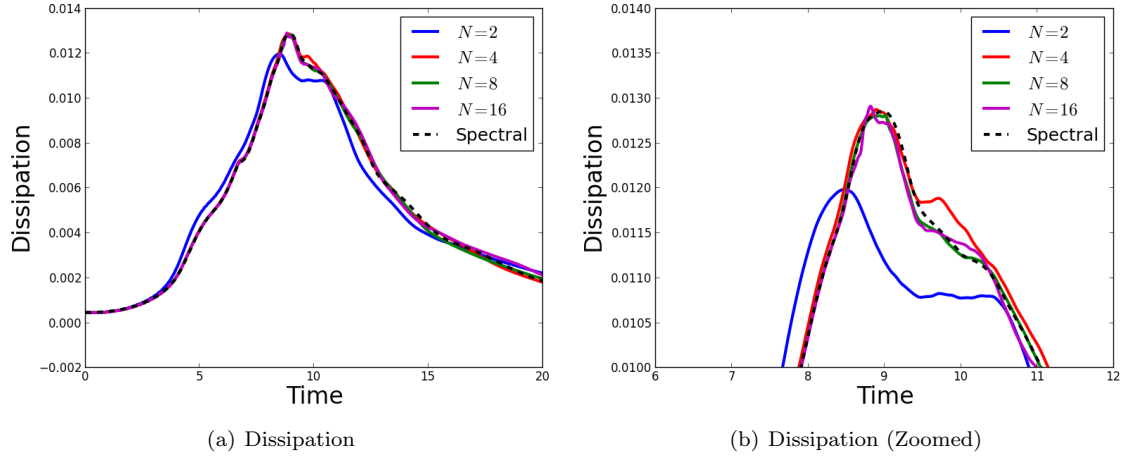 0.014
0.012
0.010
0.008
0.006
0.004
0.002
0.000
−0.002
0
5
10
15
20
Dissipation
Time
N=2
N=4
N=8
N=16
Spectral
(a) Dissipation
0.0140
0.0135
0.0130
0.0125
0.0120
0.0115
0.0110
0.0105
0.0100
6
7
8
9
10
11
12
Dissipation
Time
N=2
N=4
N=8
N=16
Spectral
(b) Dissipation (Zoomed)